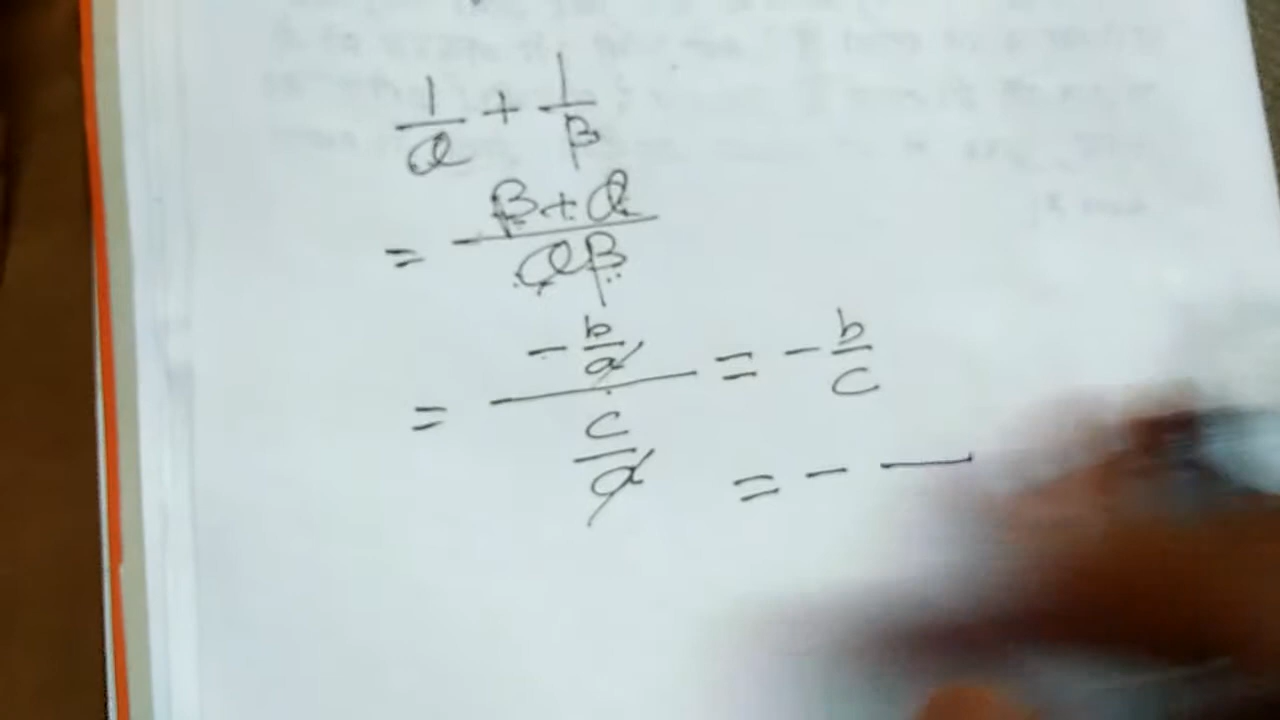 1/α + 1/β
= β+α/αβ
= -b/a / c/a = -b/c
= -